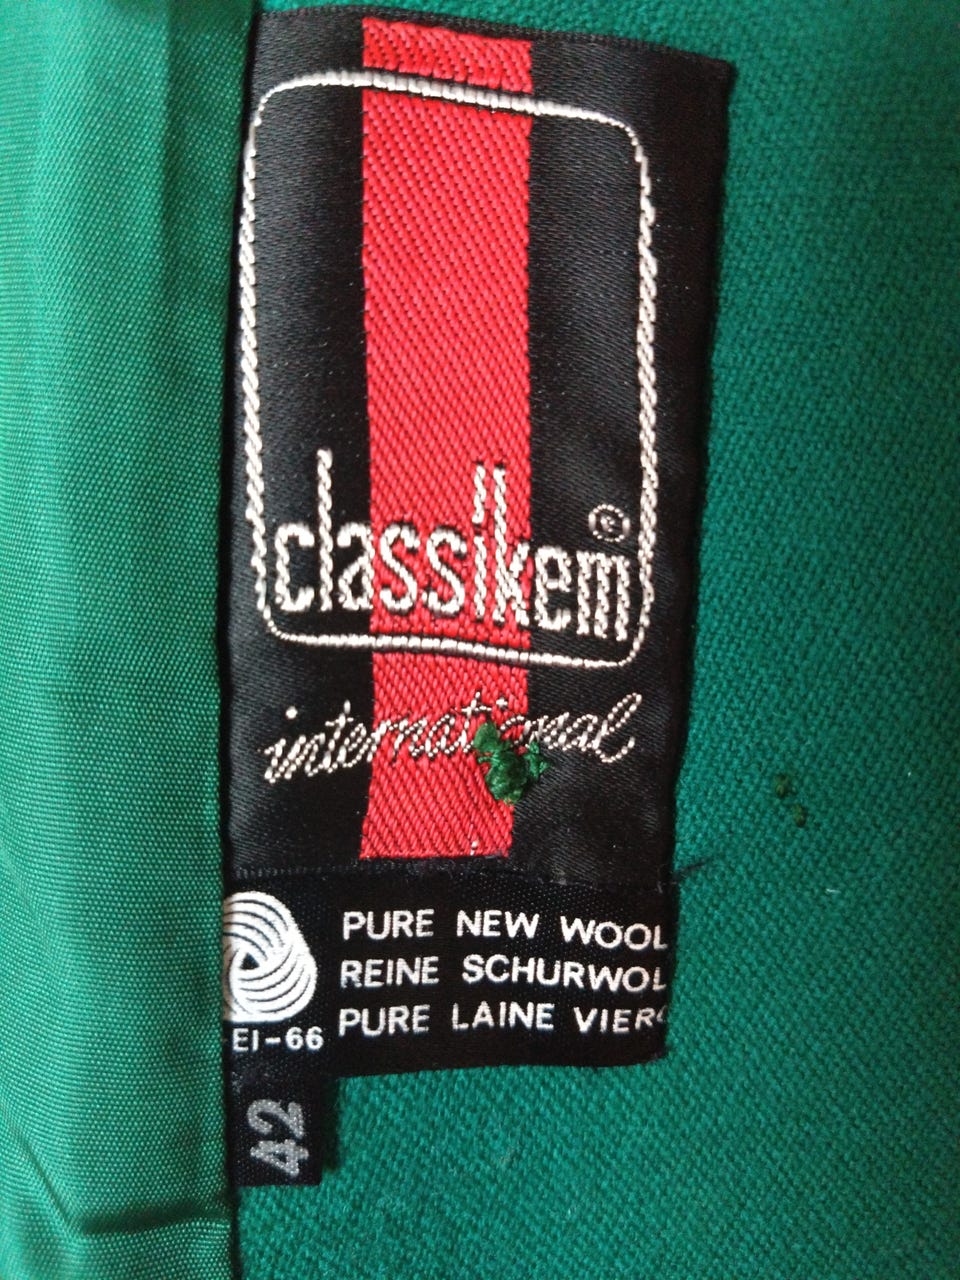 classikem®
international
PURE NEW WOOL
REINE SCHURWOL
PURE LAINE VIER
EI-66
42